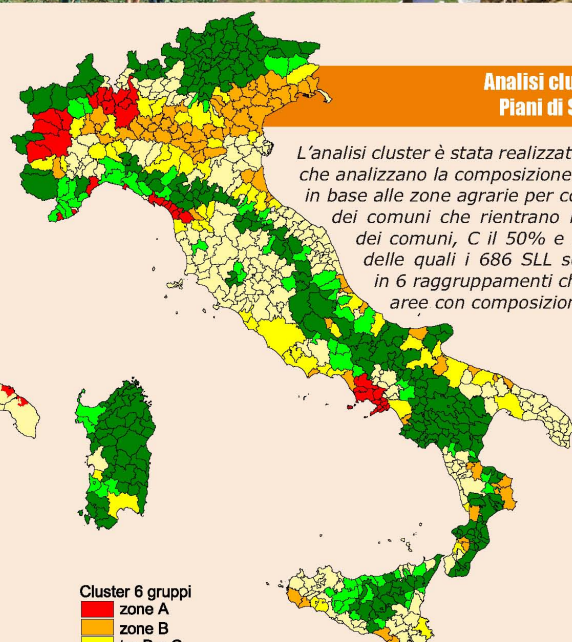 Analisi clu
Piani di S
L'analisi cluster è stata realizzat
che analizzano la composizione
in base alle zone agrarie per co
dei comuni che rientrano
dei comuni, C il 50% e
delle quali i 686 SLL s
in 6 raggruppamenti ch
aree con composizion
Cluster 6 gruppi
zone A
zone B